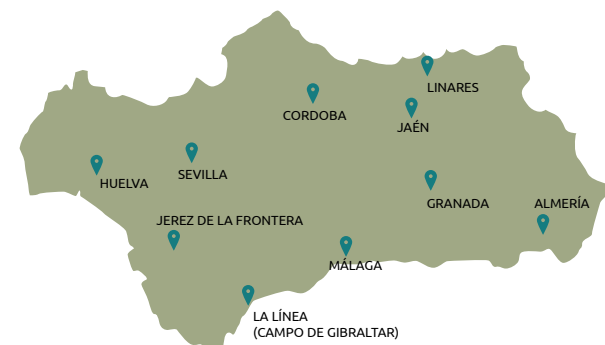 LINARES
CORDOBA
JAÉN
SEVILLA
HUELVA
GRANADA
ALMERÍA
JEREZ DE LA FRONTERA
MÁLAGA
LA LÍNEA
(CAMPO DE GIBRALTAR)